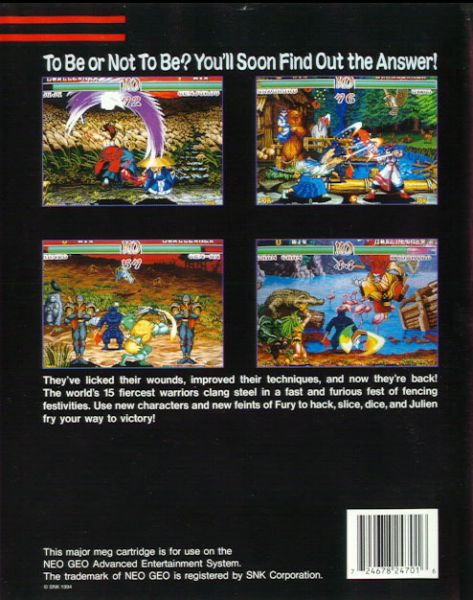 To Be or Not To Be? You'll Soon Find Out the Answer!
They've licked their wounds, improved their techniques, and now they're back!
The world's 15 fiercest warriors clang steel in a fast and furious fest of fencing
festivities. Use new characters and new feints of Fury to hack, slice, dice, and Julien
fry your way to victory!
This major meg cartridge is for use on the
NEO GEO Advanced Entertainment System.
The trademark of NEO GEO is registered by SNK Corporation.
© SNK 1994
7 24678 24701 6